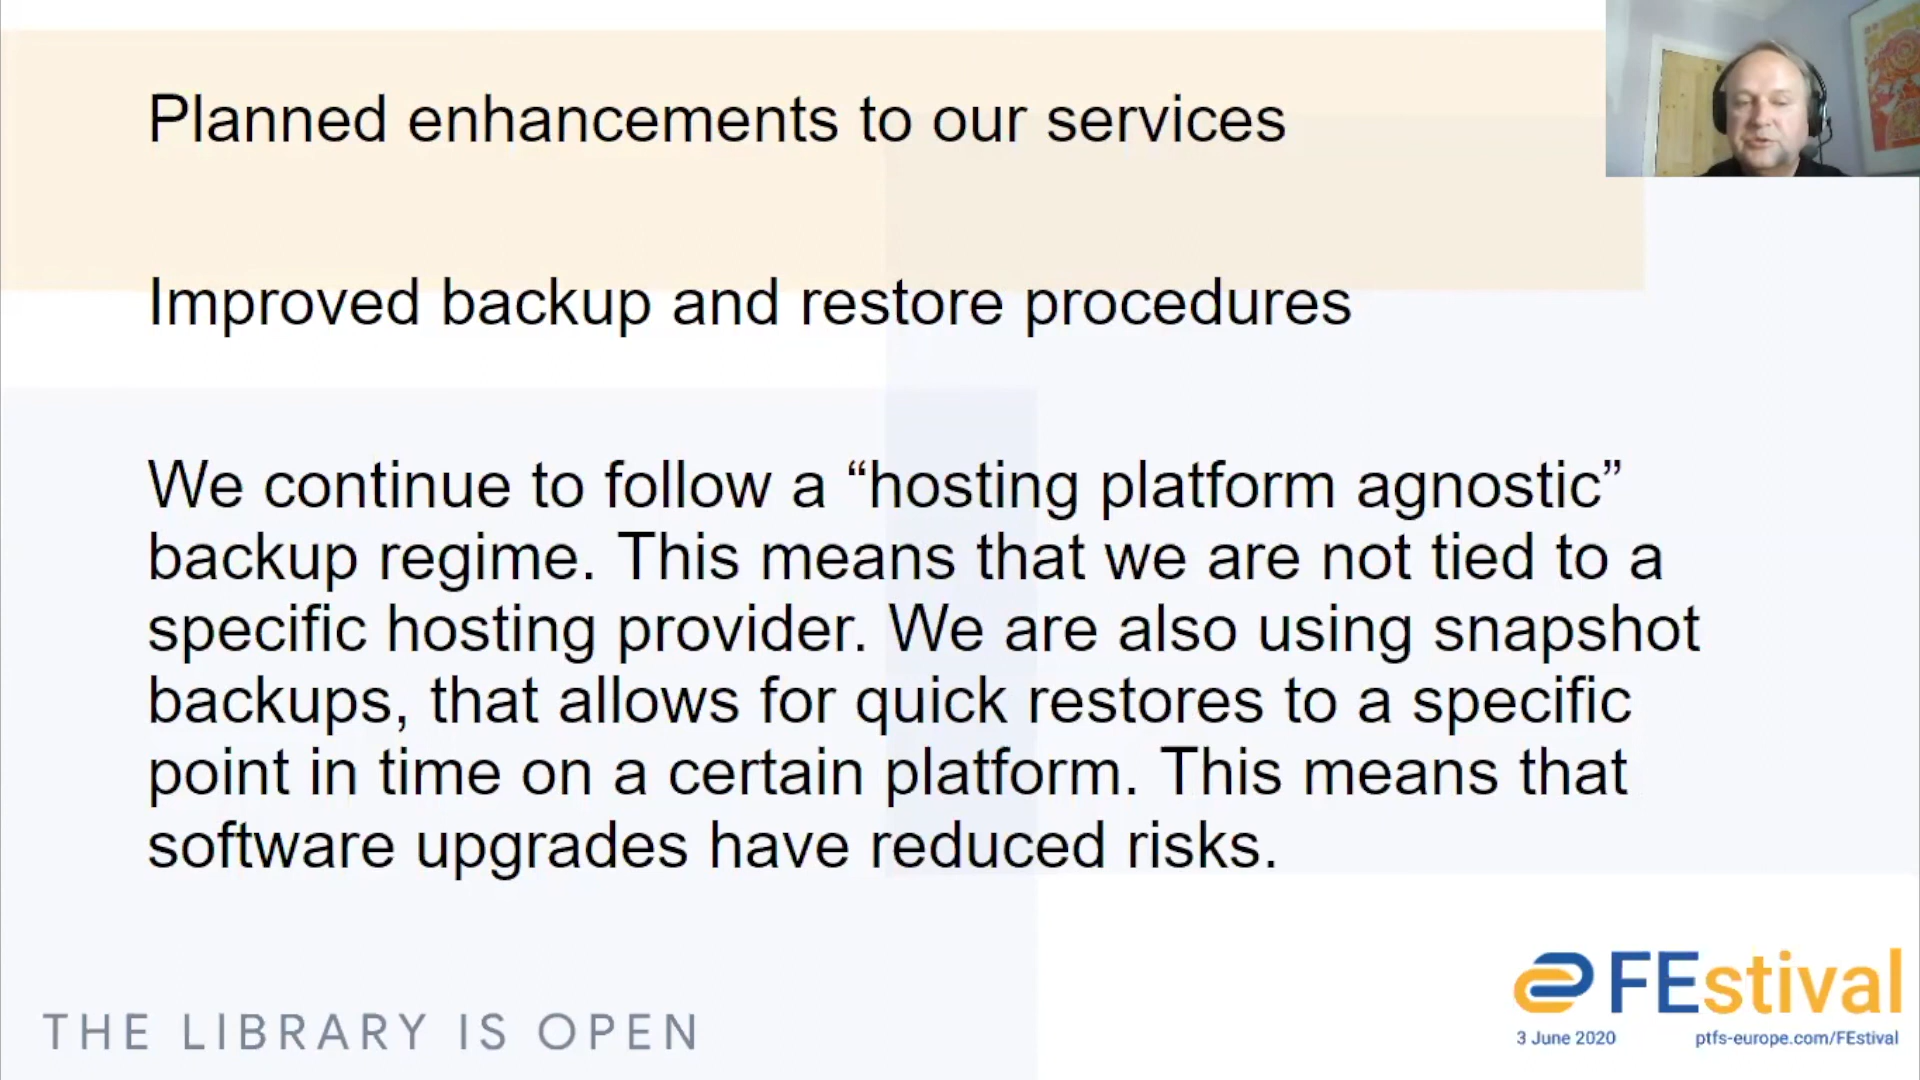 Planned enhancements to our services
Improved backup and restore procedures
We continue to follow a “hosting platform agnostic”
backup regime. This means that we are not tied to a
specific hosting provider. We are also using snapshot
backups, that allows for quick restores to a specific
point in time on a certain platform. This means that
software upgrades have reduced risks.
THE LIBRARY IS OPEN
FEstival
3 June 2020 ptfs-europe.com/FEstival